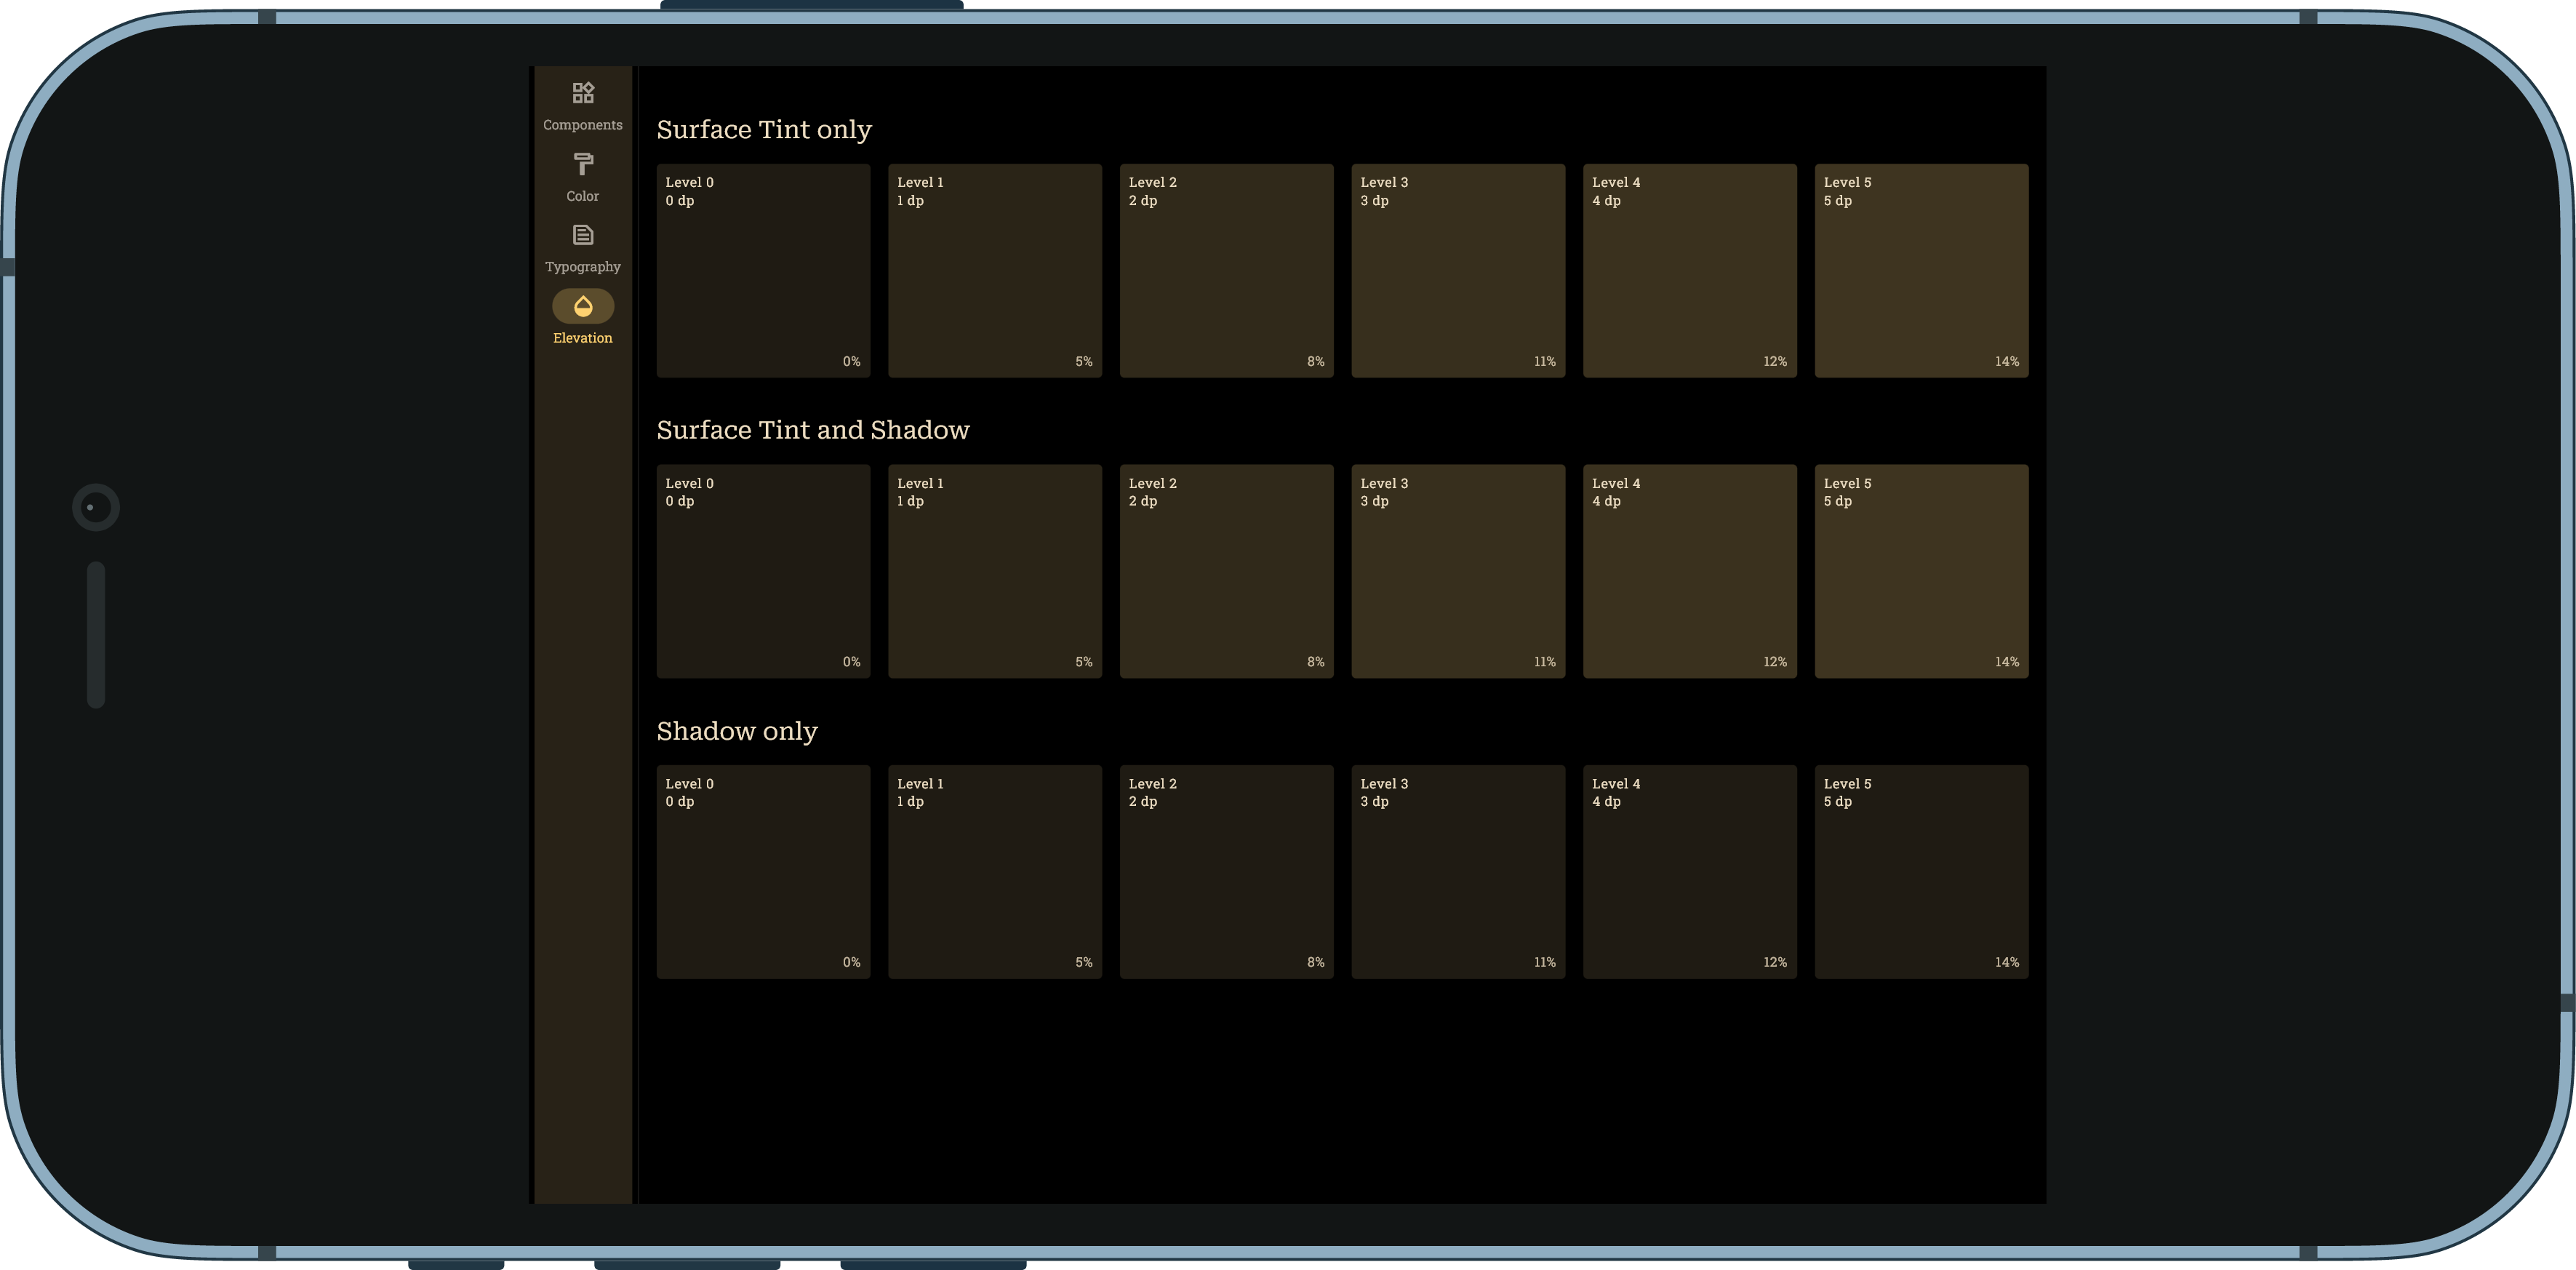 Components
Color
Typography
Elevation
Surface Tint only
Level 0
0 dp
0%
Level 1
1 dp
5%
Level 2
2 dp
8%
Level 3
3 dp
11%
Level 4
4 dp
12%
Level 5
5 dp
14%
Surface Tint and Shadow
Level 0
0 dp
0%
Level 1
1 dp
5%
Level 2
2 dp
8%
Level 3
3 dp
11%
Level 4
4 dp
12%
Level 5
5 dp
14%
Shadow only
Level 0
0 dp
0%
Level 1
1 dp
5%
Level 2
2 dp
8%
Level 3
3 dp
11%
Level 4
4 dp
12%
Level 5
5 dp
14%